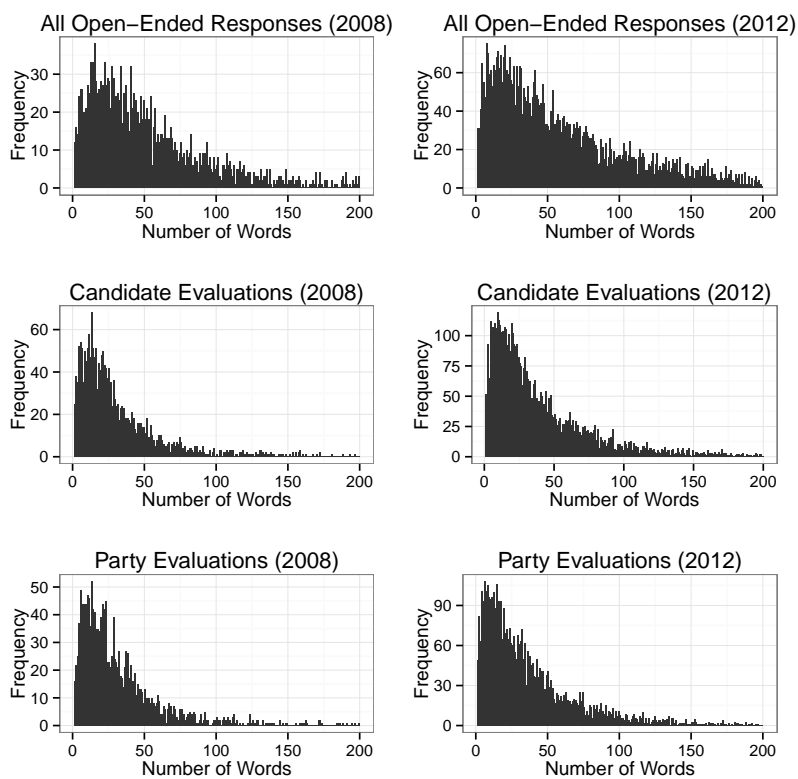 All Open−Ended Responses (2008)
Frequency
30
20
10
0
0 50 100 150 200
Number of Words
All Open−Ended Responses (2012)
Frequency
60
40
20
0
0 50 100 150 200
Number of Words
Candidate Evaluations (2008)
Frequency
60
40
20
0
0 50 100 150 200
Number of Words
Candidate Evaluations (2012)
Frequency
100
75
50
25
0
0 50 100 150 200
Number of Words
Party Evaluations (2008)
Frequency
50
40
30
20
10
0
0 50 100 150 200
Number of Words
Party Evaluations (2012)
Frequency
90
60
30
0
0 50 100 150 200
Number of Words